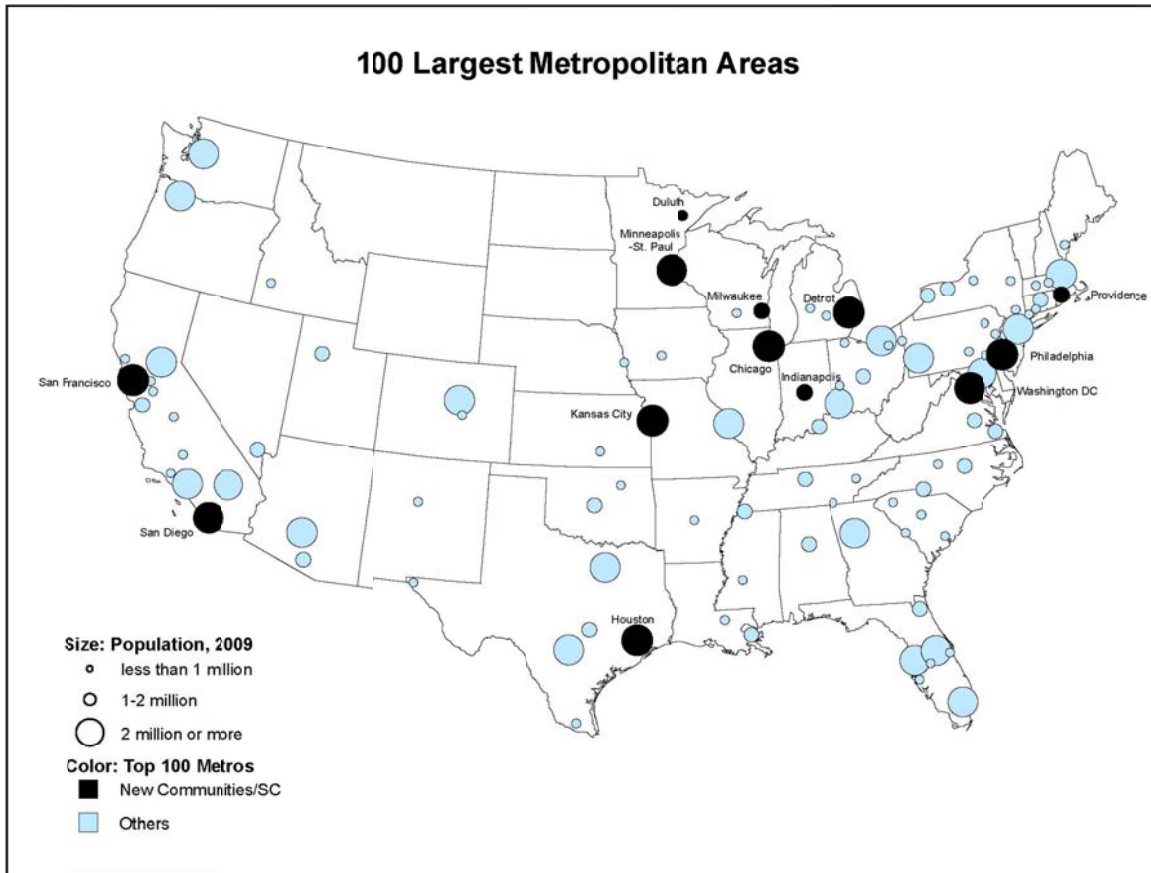 100 Largest Metropolitan Areas
Duluth
Minneapolis
-St. Paul
Milwaukee
Detrot
Providence
San Francisco
Chicago
Philadelphia
Indianapolis
Washington DC
Kansas City
San Diego
Houston
Size: Population, 2009
less than 1 million
1-2 million
2 million or more
Color: Top 100 Metros
New Communities/SC
Others